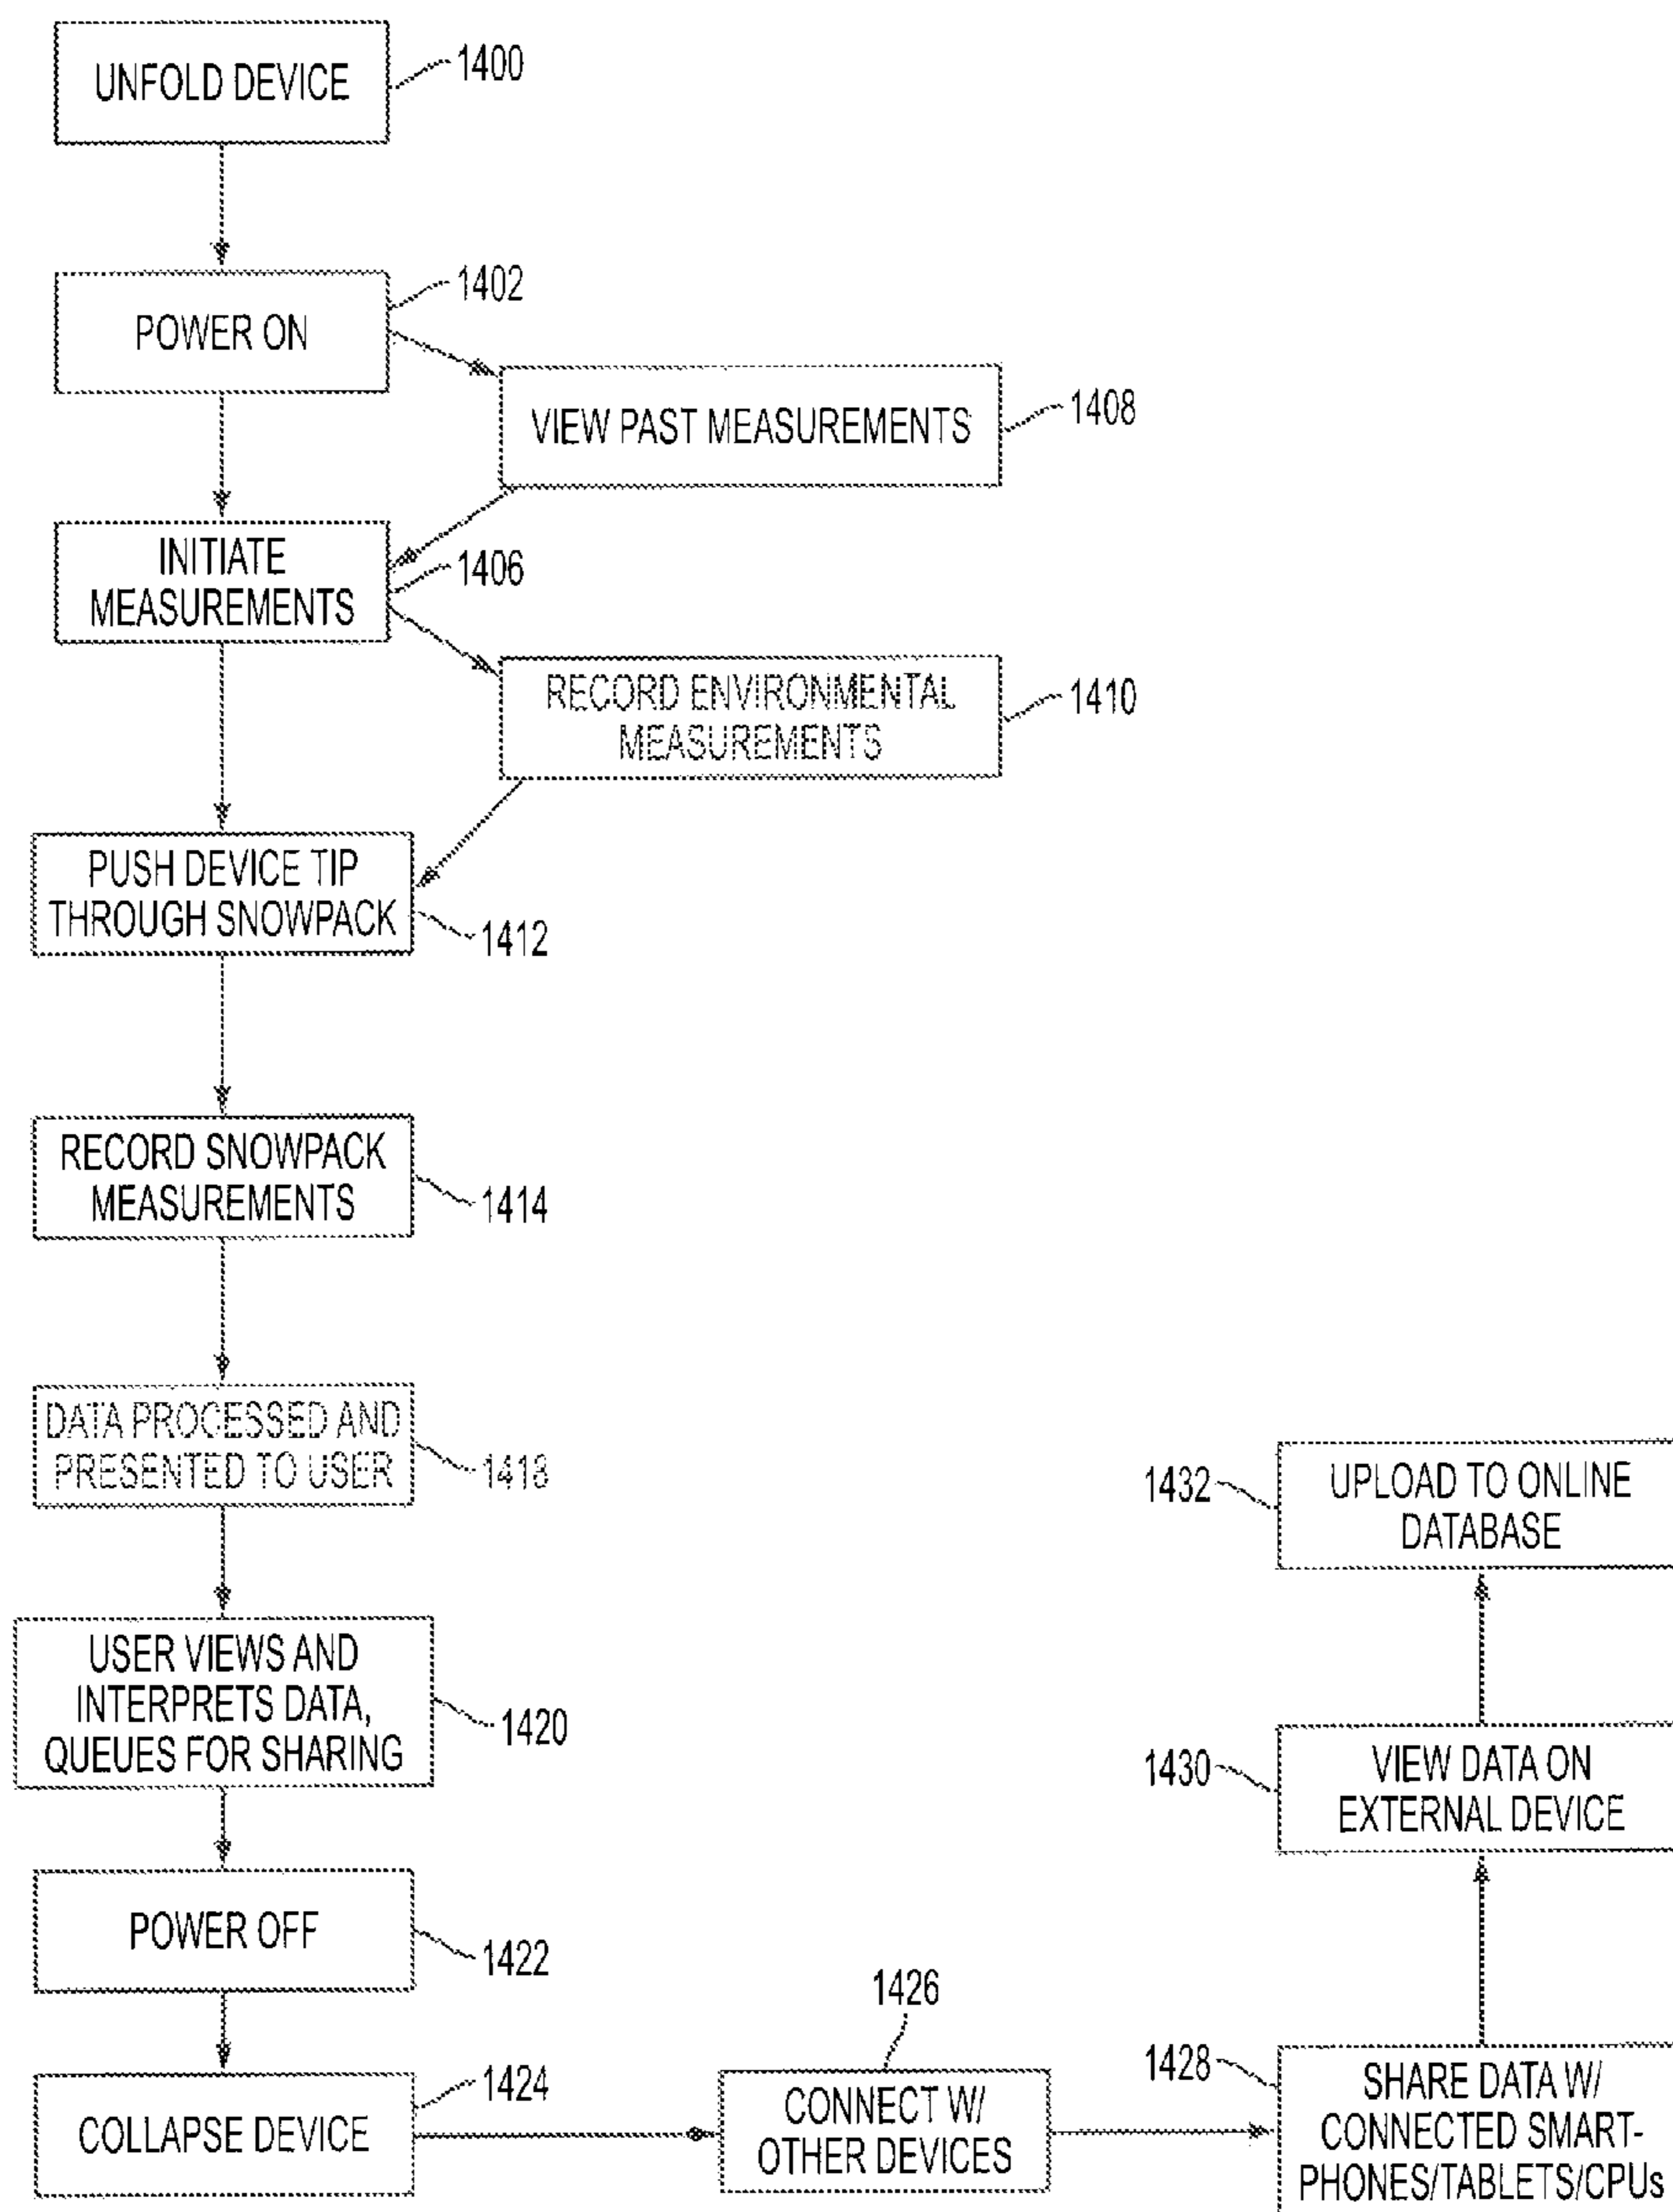 UNFOLD DEVICE
1400
POWER ON
1402
VIEW PAST MEASUREMENTS
1408
INITIATE
MEASUREMENTS
1406
RECORD ENVIRONMENTAL
MEASUREMENTS
1410
PUSH DEVICE TIP
THROUGH SNOWPACK
1412
RECORD SNOWPACK
MEASUREMENTS
1414
DATA PROCESSED AND
PRESENTED TO USER
1418
USER VIEWS AND
INTERPRETS DATA,
QUEUES FOR SHARING
1420
POWER OFF
1422
COLLAPSE DEVICE
1424
1426
CONNECT W/
OTHER DEVICES
1428
SHARE DATA W/
CONNECTED SMART-
PHONES/TABLETS/CPUs
1430
VIEW DATA ON
EXTERNAL DEVICE
1432
UPLOAD TO ONLINE
DATABASE